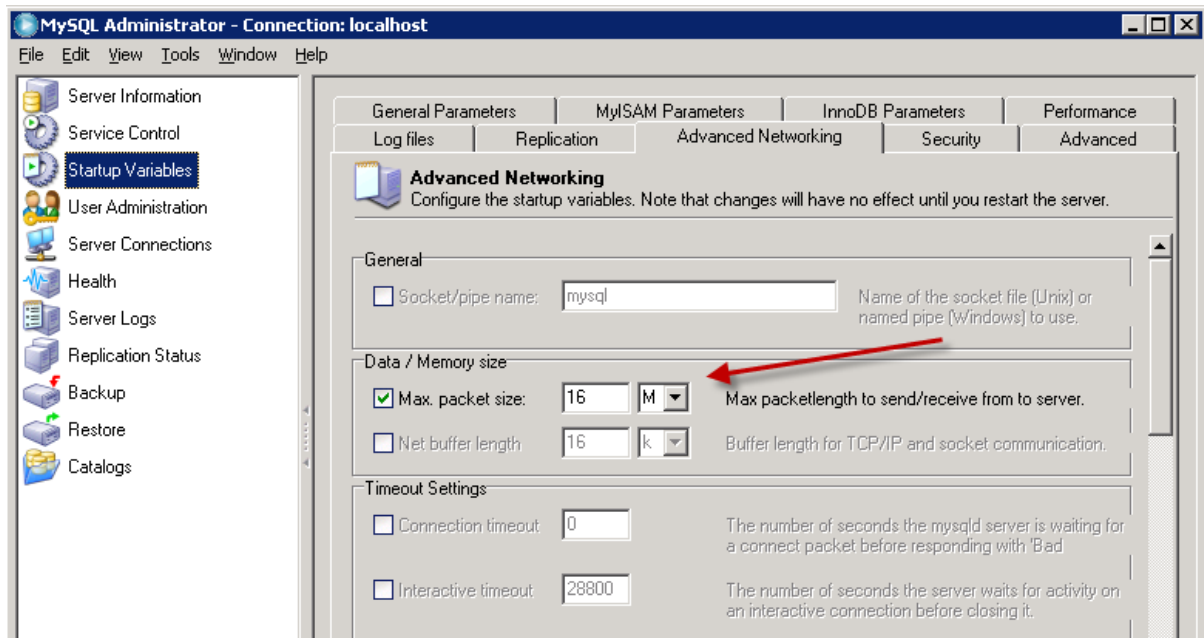 MySQL Administrator - Connection: localhost
File Edit View Tools Window Help
Server Information
Service Control
Startup Variables
User Administration
Server Connections
Health
Server Logs
Replication Status
Backup
Restore
Catalogs
General Parameters MyISAM Parameters InnoDB Parameters Performance
Log files Replication Advanced Networking Security Advanced
Advanced Networking
Configure the startup variables. Note that changes will have no effect until you restart the server.
General
Socket/pipe name: mysql Name of the socket file (Unix) or
named pipe (Windows) to use.
Data / Memory size
Max. packet size: 16 M Max packetlength to send/receive from to server.
Net buffer length 16 k Buffer length for TCP/IP and socket communication.
Timeout Settings
Connection timeout 0 The number of seconds the mysqld server is waiting for
a connect packet before responding with 'Bad
Interactive timeout 28800 The number of seconds the server waits for activity on
an interactive connection before closing it.